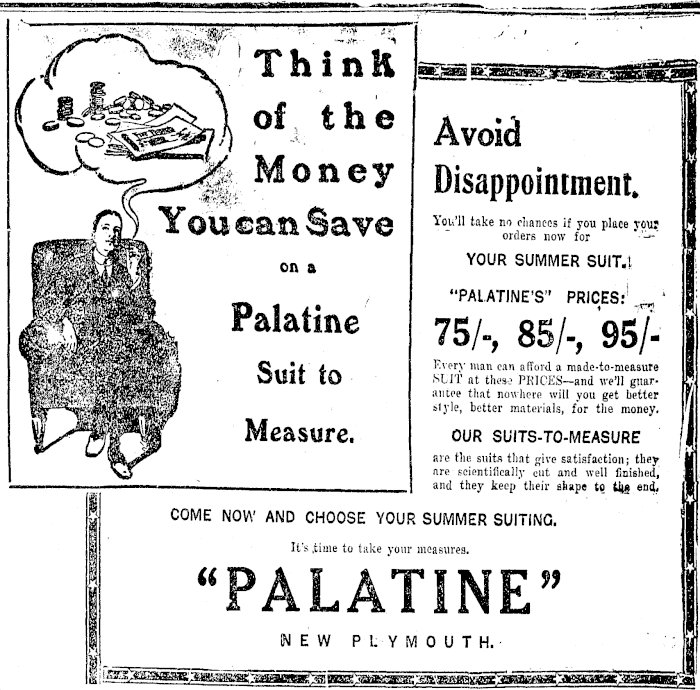 Think
of the
Money
You can Save
on a
Palatine
Suit to
Measure.
Avoid
Disappointment.
You'll take no chances if you place your
orders now for
YOUR SUMMER SUIT.
"PALATINE'S" PRICES:
75/-, 85/-, 95/-
Every man can afford a made-to-measure
SUIT at these PRICES—and we'll guar-
antee that nowhere will you get better
style, better materials, for the money.
OUR SUITS-TO-MEASURE
are the suits that give satisfaction; they
are scientifically cut and well finished,
and they keep their shape to the end.
COME NOW AND CHOOSE YOUR SUMMER SUITING.
It's time to take your measures.
"PALATINE"
NEW PLYMOUTH.